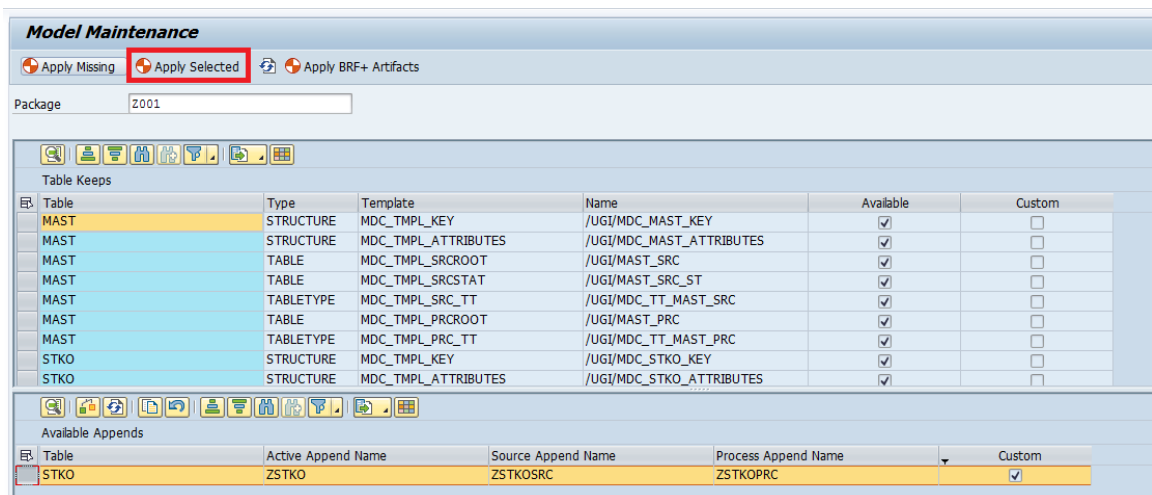 Model Maintenance
Apply Missing Apply Selected Apply BRF+ Artifacts
Package Z001
Table Keeps
Table Type Template Name Available Custom
MAST STRUCTURE MDC_TMPL_KEY /UGI/MDC_MAST_KEY
MAST STRUCTURE MDC_TMPL_ATTRIBUTES /UGI/MDC_MAST_ATTRIBUTES
MAST TABLE MDC_TMPL_SRCROOT /UGI/MAST_SRC
MAST TABLE MDC_TMPL_SRCSTAT /UGI/MAST_SRC_ST
MAST TABLETYPE MDC_TMPL_SRC_TT /UGI/MDC_TT_MAST_SRC
MAST TABLE MDC_TMPL_PRCROOT /UGI/MAST_PRC
MAST TABLETYPE MDC_TMPL_PRC_TT /UGI/MDC_TT_MAST_PRC
STKO STRUCTURE MDC_TMPL_KEY /UGI/MDC_STKO_KEY
STKO STRUCTURE MDC_TMPL_ATTRIBUTES /UGI/MDC_STKO_ATTRIBUTES
Available Appends
Table Active Append Name Source Append Name Process Append Name Custom
STKO ZSTKO ZSTKOSRC ZSTKOPRC